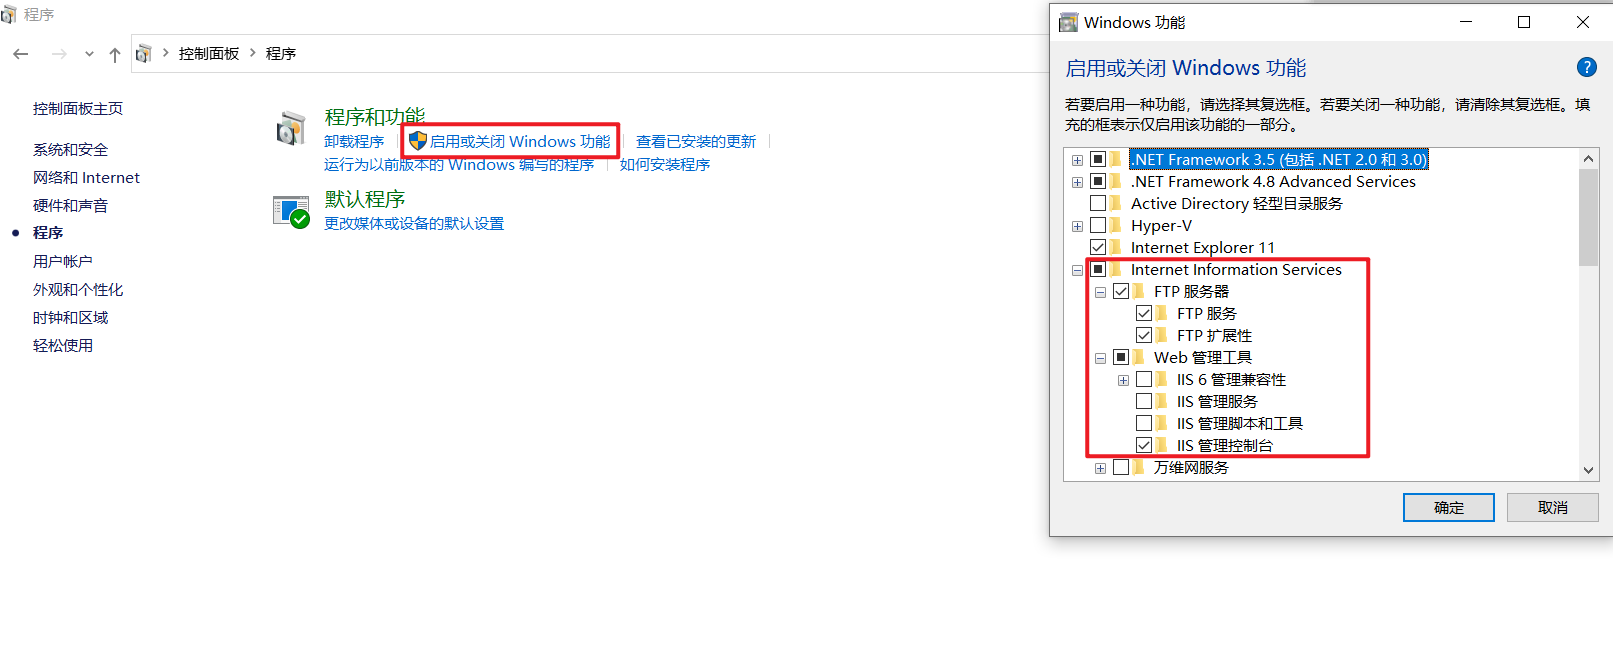 程序
控制面板 程序
控制面板主页
系统和安全
网络和 Internet
硬件和声音
程序
用户帐户
外观和个性化
时钟和区域
轻松使用
程序和功能
卸载程序 启用或关闭 Windows 功能 查看已安装的更新
运行为以前版本的 Windows 编写的程序 如何安装程序
默认程序
更改媒体或设备的默认设置
Windows 功能
启用或关闭 Windows 功能
?
若要启用一种功能，请选择其复选框。若要关闭一种功能，请清除其复选框。填
充的框表示仅启用该功能的一部分。
.NET Framework 3.5 (包括 .NET 2.0 和 3.0)
.NET Framework 4.8 Advanced Services
Active Directory 轻型目录服务
Hyper-V
Internet Explorer 11
Internet Information Services
FTP 服务器
FTP 服务
FTP 扩展性
Web 管理工具
IIS 6 管理兼容性
IIS 管理服务
IIS 管理脚本和工具
IIS 管理控制台
万维网服务
确定 取消